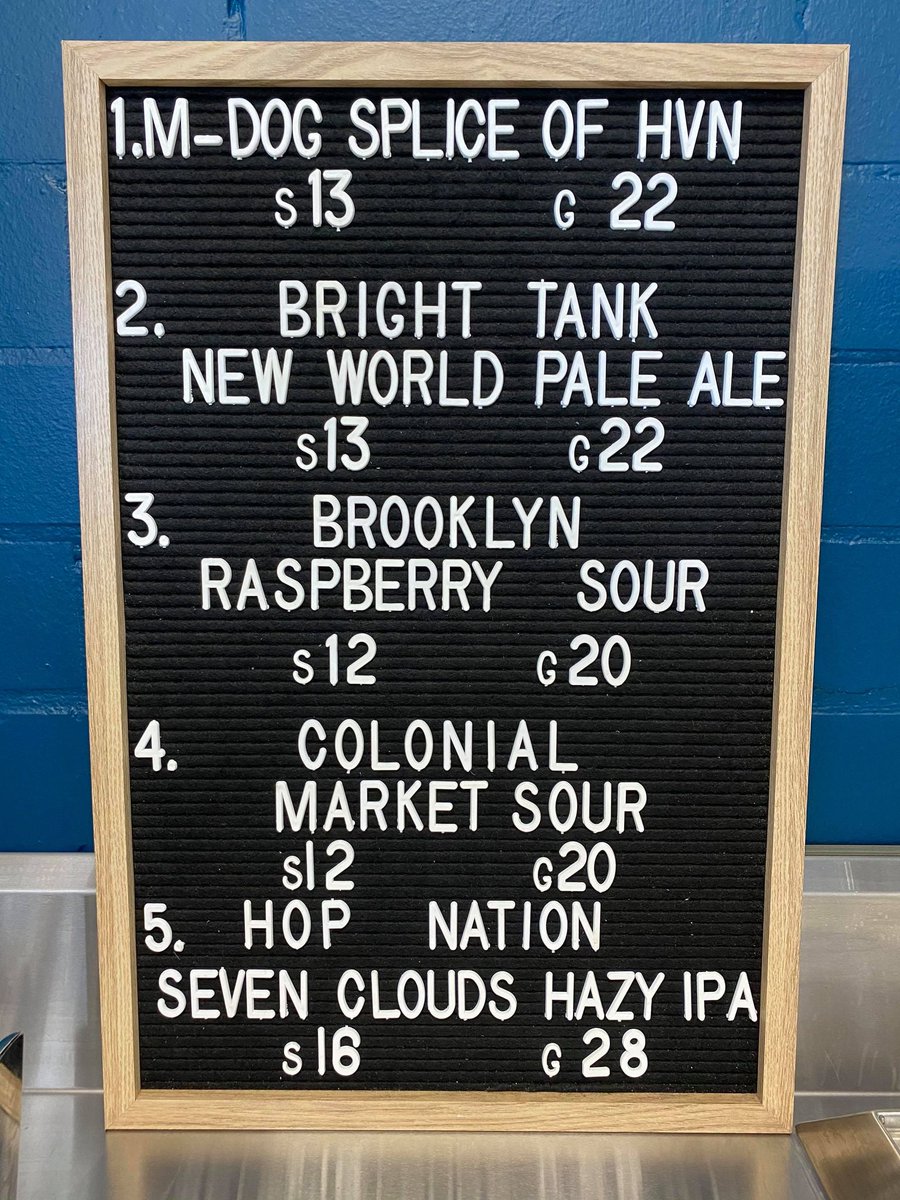 1.M-DOG SPLICE OF HVN
S 13 G 22
2. BRIGHT TANK
NEW WORLD PALE ALE
S13 G22
3. BROOKLYN
RASPBERRY SOUR
S12 G20
4. COLONIAL
MARKET SOUR
S12 G20
5. HOP NATION
SEVEN CLOUDS HAZY IPA
S16 G 28